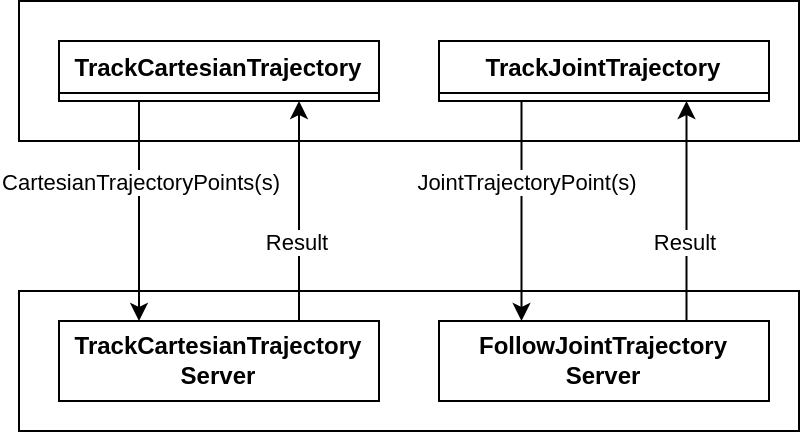 TrackCartesianTrajectory
TrackJointTrajectory
CartesianTrajectoryPoints(s)
JointTrajectoryPoint(s)
Result
Result
TrackCartesianTrajectory
Server
FollowJointTrajectory
Server